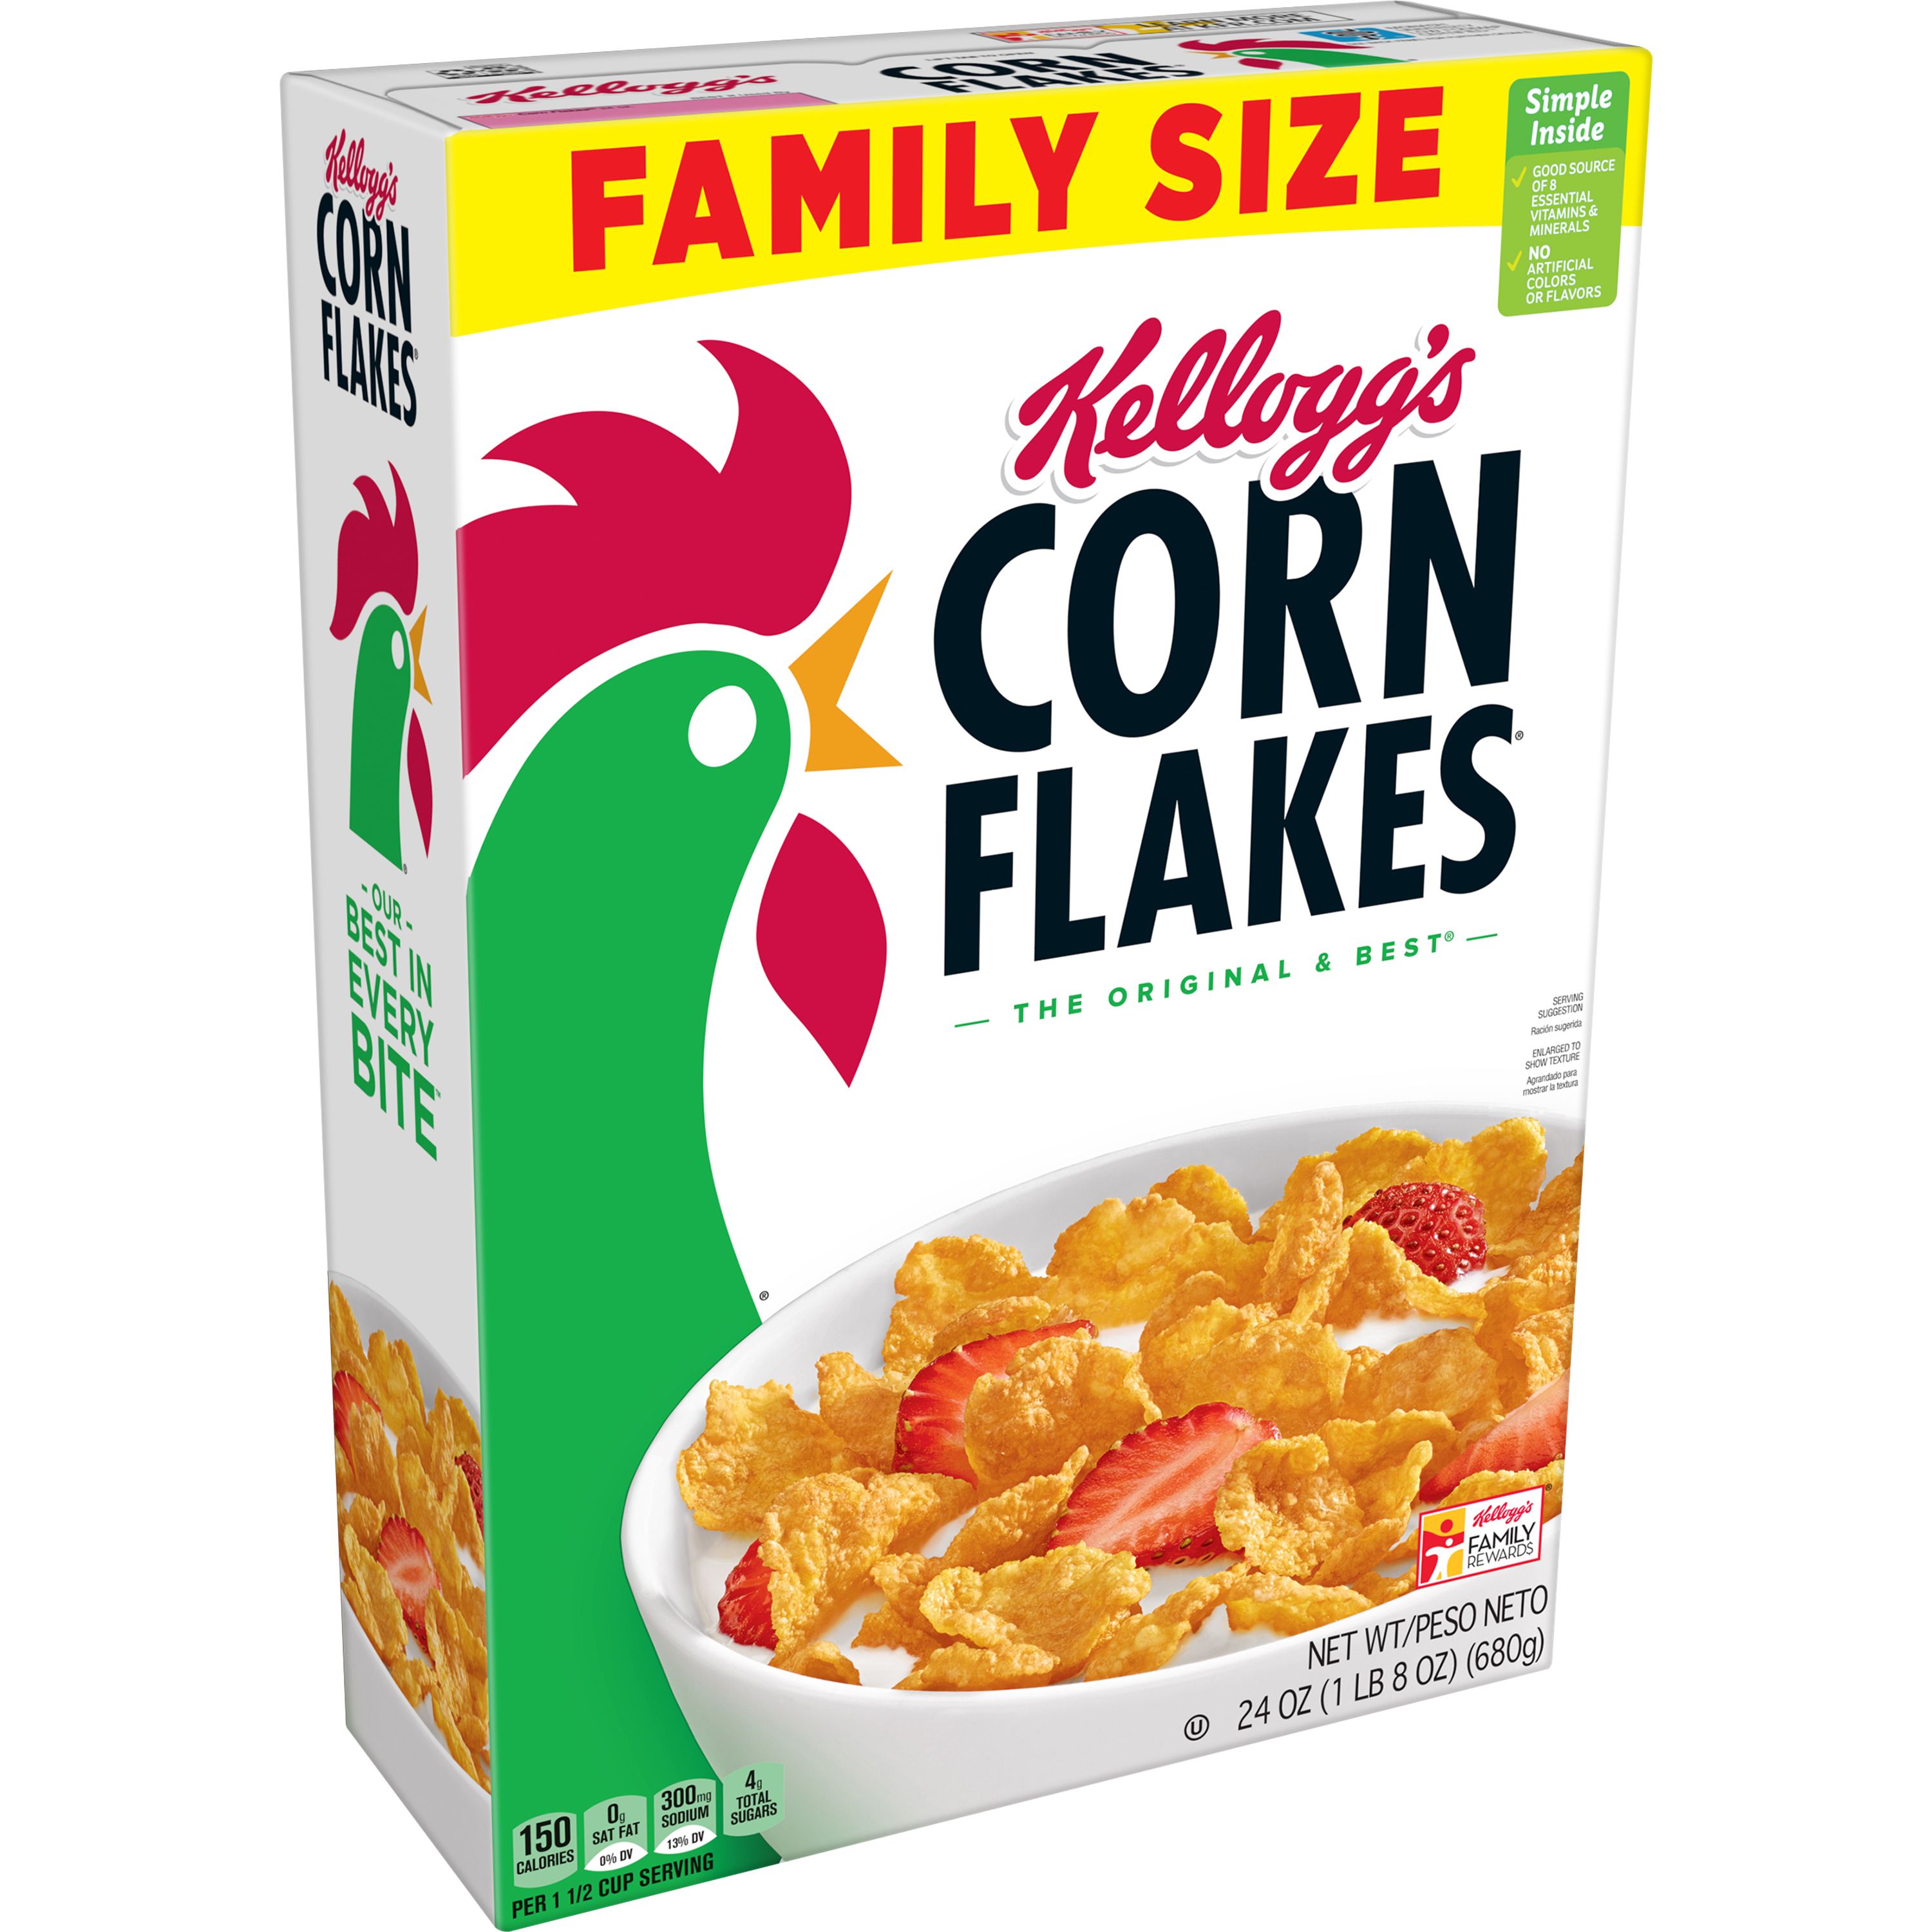 Kellogg's
CORN
FLAKES
FAMILY SIZE
Simple
Inside
✓ GOOD SOURCE
OF 8
ESSENTIAL
VITAMINS &
MINERALS
✓ NO
ARTIFICIAL
COLORS
OR FLAVORS
Kellogg's
CORN
FLAKES®
- OUR -
BEST IN
EVERY
BITE™
Kellogg's
CORN
FLAKES®
— THE ORIGINAL & BEST® —
SERVING
SUGGESTION
Ración sugerida
ENLARGED TO
SHOW TEXTURE
Agrandado para
mostrar la textura
®
Kellogg's
FAMILY
REWARDS
®
NET WT/PESO NETO
24 OZ (1 LB 8 OZ) (680g)
U
150
CALORIES
0g
SAT FAT
0% DV
300mg
SODIUM
13% DV
4g
TOTAL
SUGARS
PER 1 1/2 CUP SERVING